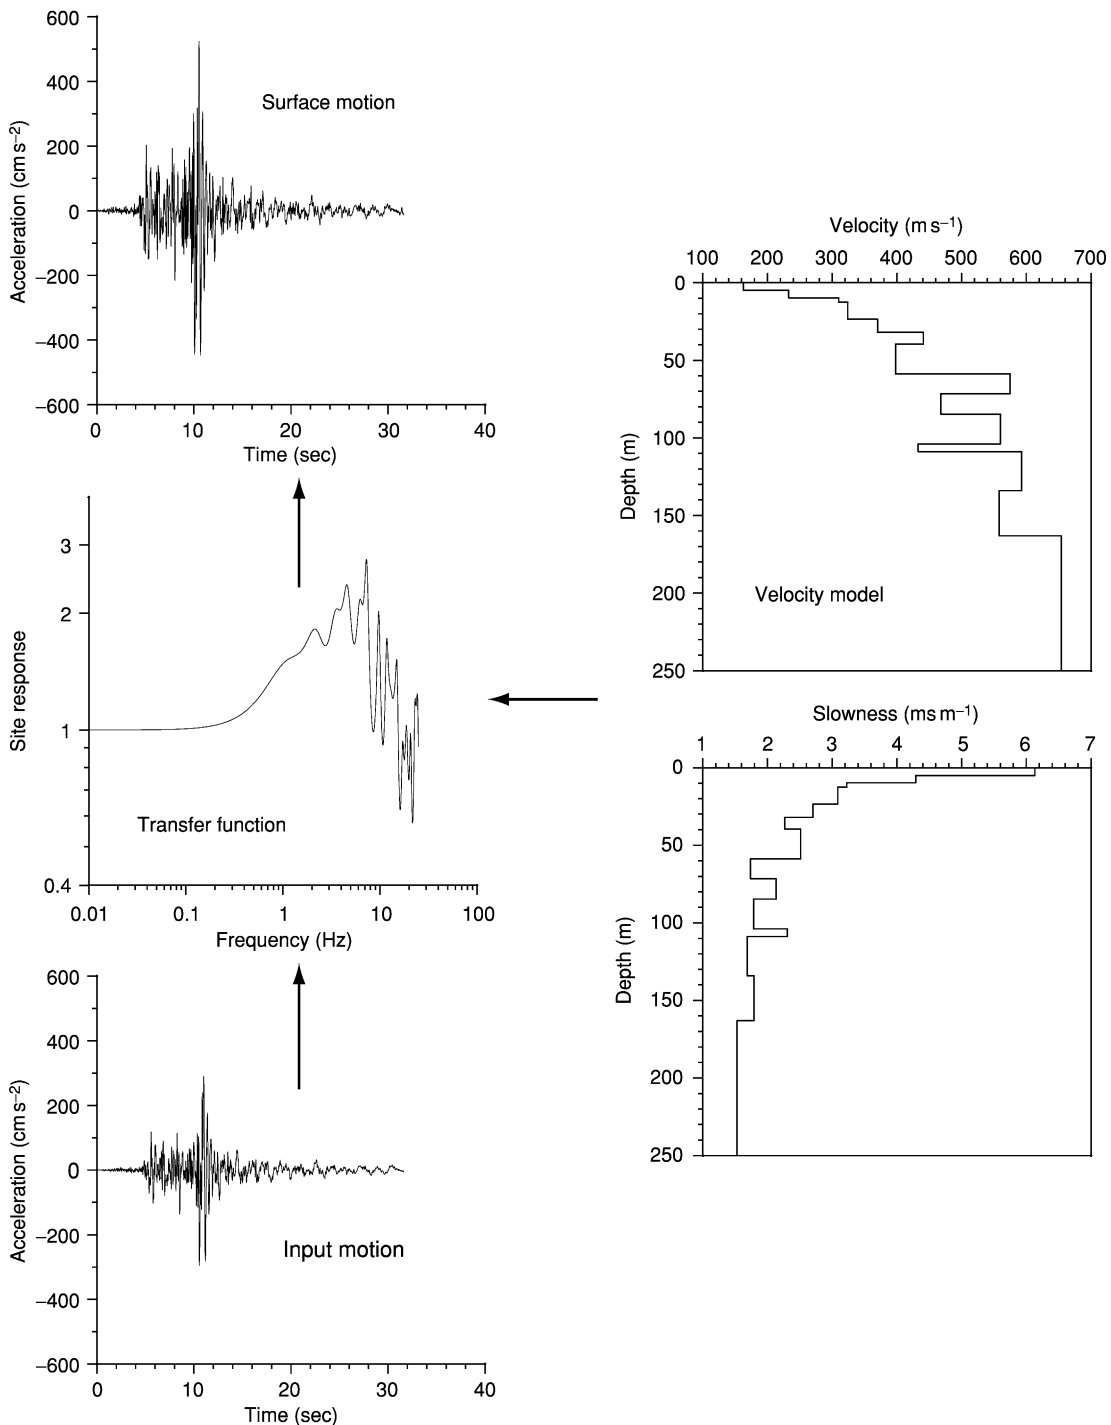 600
400
200
0
−200
−400
−600
Acceleration (cm s−2)
Surface motion
0 10 20 30 40
Time (sec)
3
2
1
0.4
Site response
Transfer function
0.01 0.1 1 10 100
Frequency (Hz)
600
400
200
0
−200
−400
−600
Acceleration (cm s−2)
Input motion
0 10 20 30 40
Time (sec)
Velocity (m s−1)
100 200 300 400 500 600 700
0
50
100
150
200
250
Depth (m)
Velocity model
Slowness (ms m−1)
1 2 3 4 5 6 7
0
50
100
150
200
250
Depth (m)